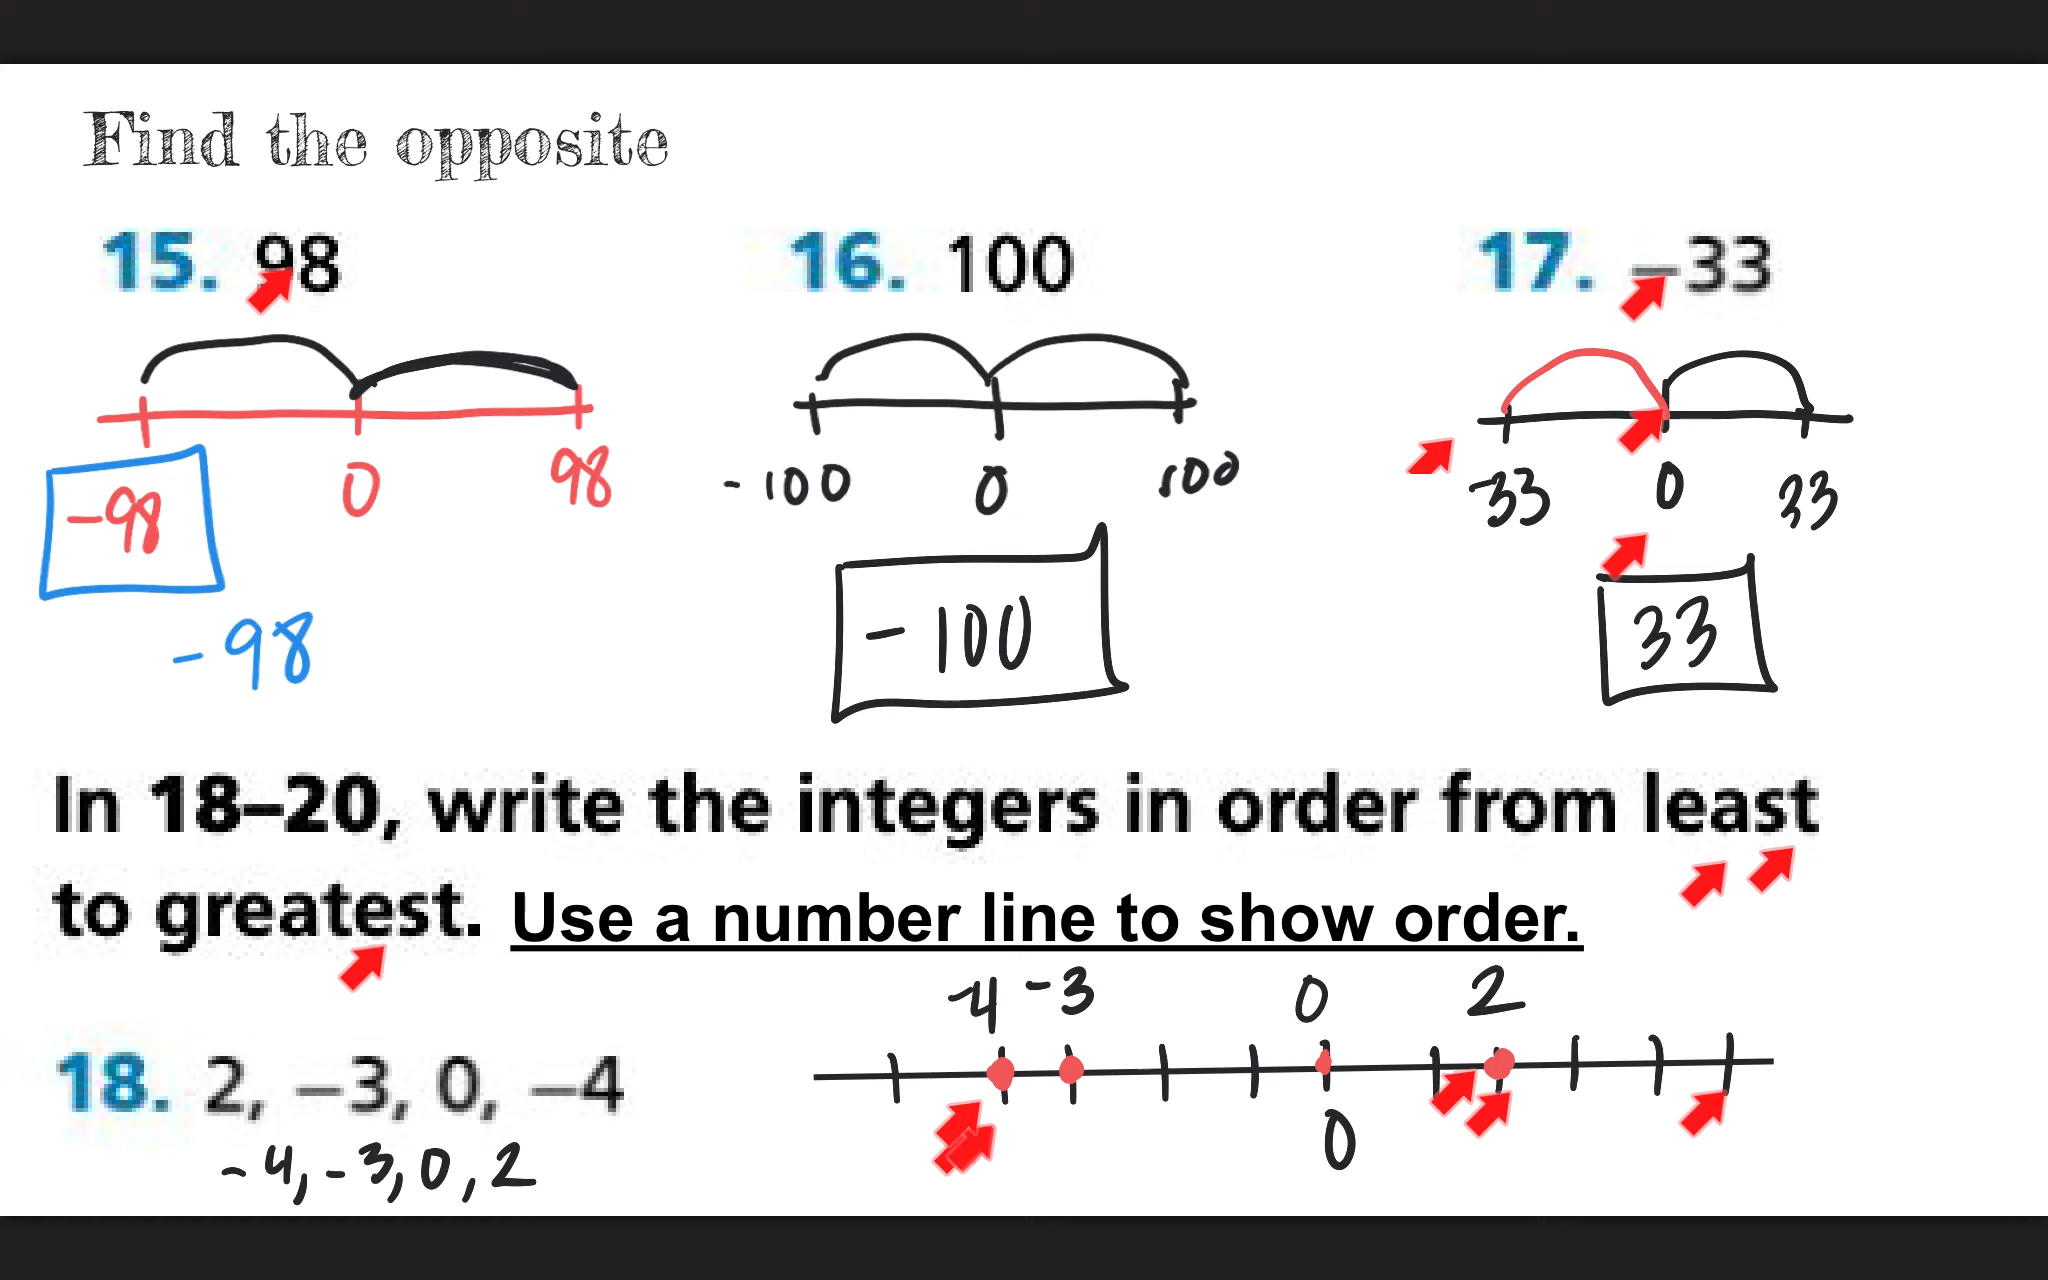 Find the opposite
15. 98 16. 100 17. −33
-98 0 98 -100 0 100 -33 0 33
-98 -100 33
In 18–20, write the integers in order from least
to greatest. Use a number line to show order.
-4 -3 0 2
18. 2, −3, 0, −4
0
-4, -3, 0, 2